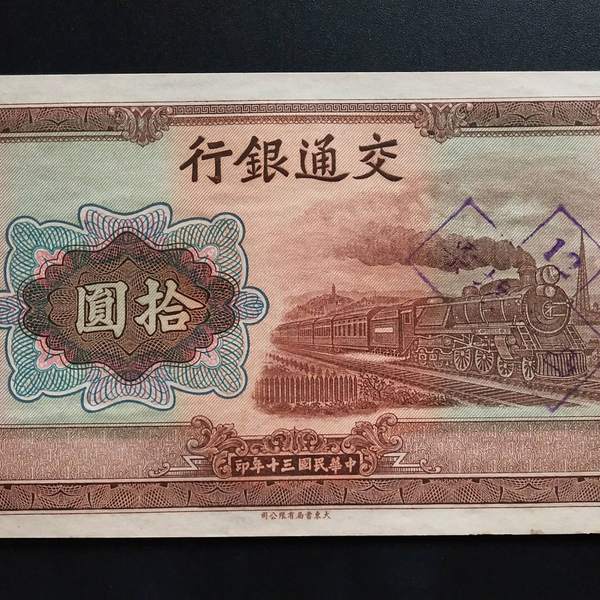 交通銀行
拾圓
12
中華民國三十年印
大東書局有限公司